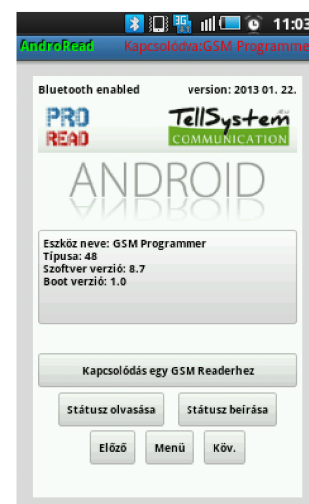 3G 11:03
AndroRead Kapcsolódva:GSM Programme
Bluetooth enabled version: 2013 01. 22.
PRO READ TellSystem COMMUNICATION
ANDROID
Eszköz neve: GSM Programmer
Típusa: 48
Szoftver verzió: 8.7
Boot verzió: 1.0
Kapcsolódás egy GSM Readerhez
Státusz olvasása Státusz beírása
Előző Menü Köv.